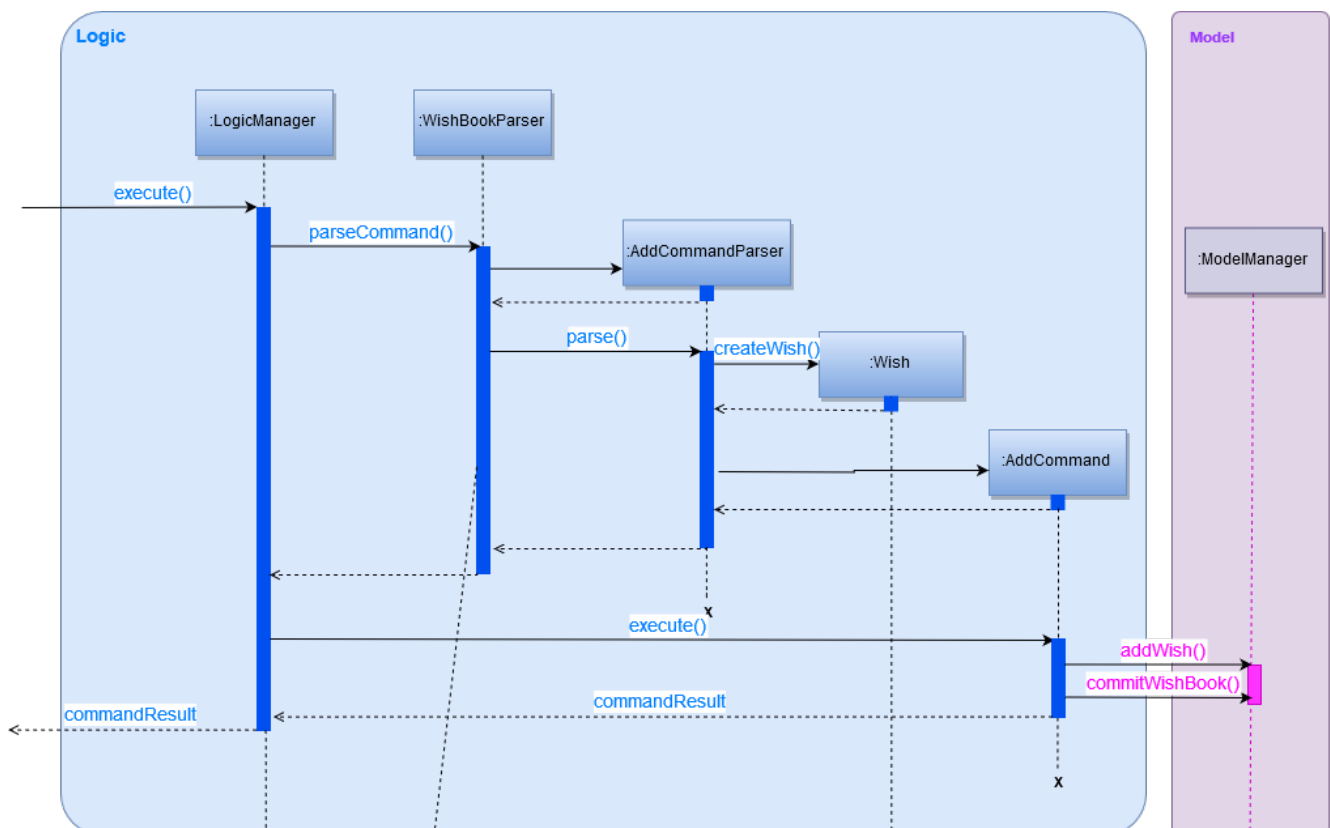 Logic
Model
:LogicManager
:WishBookParser
execute()
parseCommand()
:AddCommandParser
:ModelManager
parse()
createWish()
:Wish
:AddCommand
x
execute()
addWish()
commitWishBook()
commandResult
commandResult
x